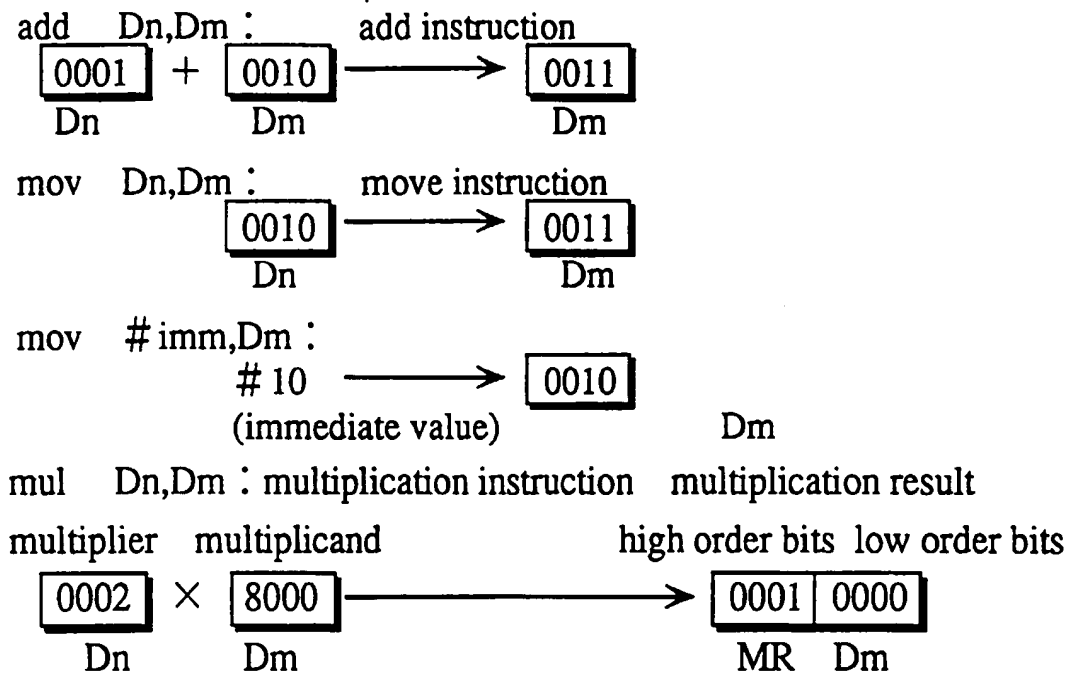 add Dn,Dm : add instruction
0001 + 0010 → 0011
Dn Dm Dm
mov Dn,Dm : move instruction
0010 → 0011
Dn Dm
mov # imm,Dm :
# 10 → 0010
(immediate value) Dm
mul Dn,Dm : multiplication instruction multiplication result
multiplier multiplicand high order bits low order bits
0002 × 8000 → 0001 0000
Dn Dm MR Dm